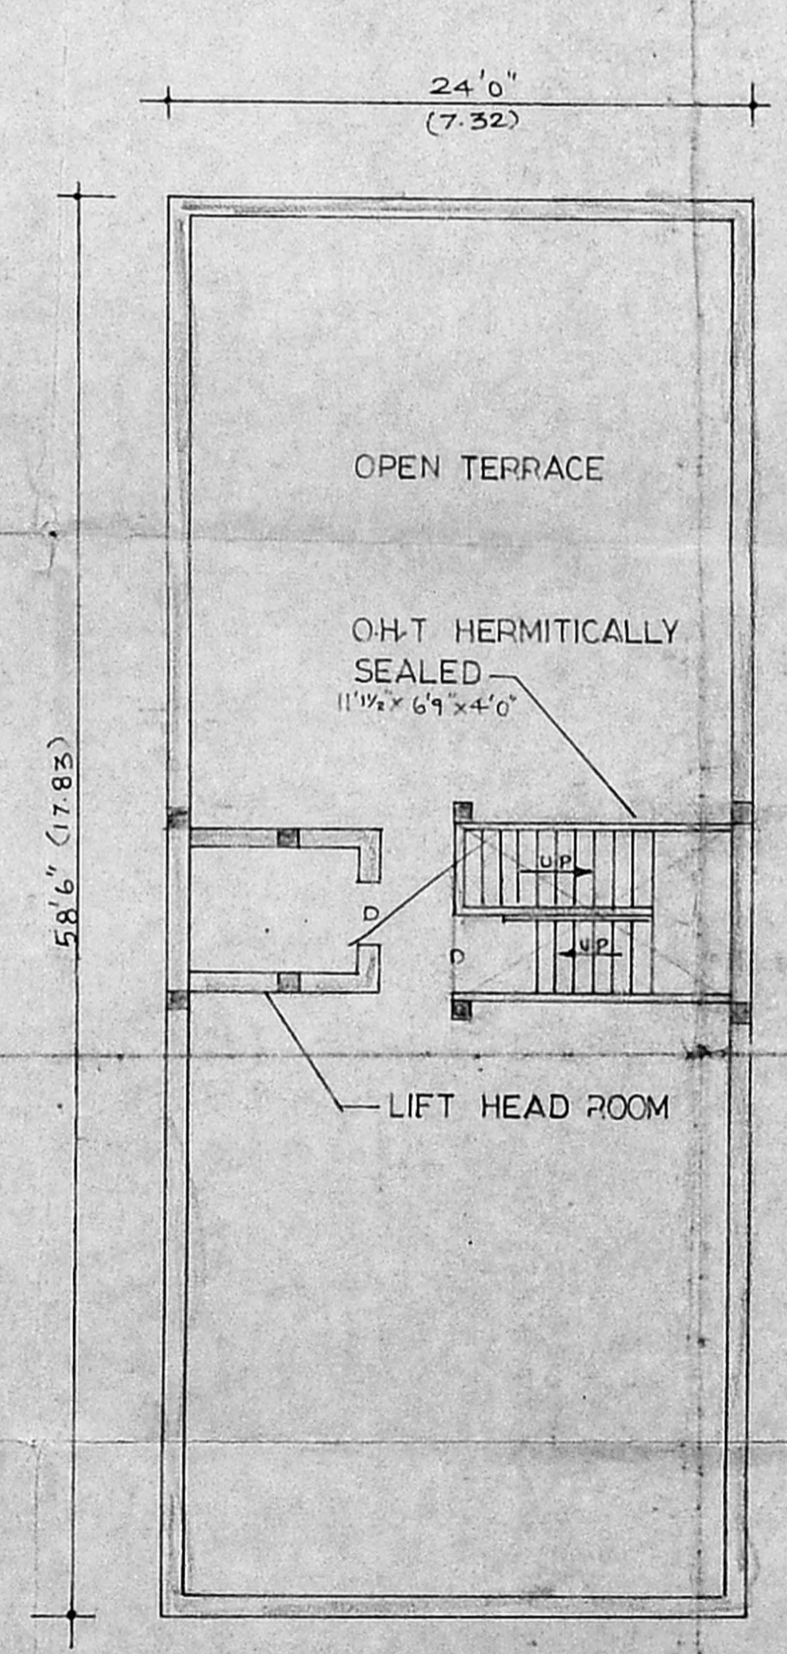 24'0"
(7.32)
58'6" (17.83)
OPEN TERRACE
O.H.T HERMITICALLY
SEALED
11'1½"x 6'9"x4'0"
UP
D
UP
D
LIFT HEAD ROOM